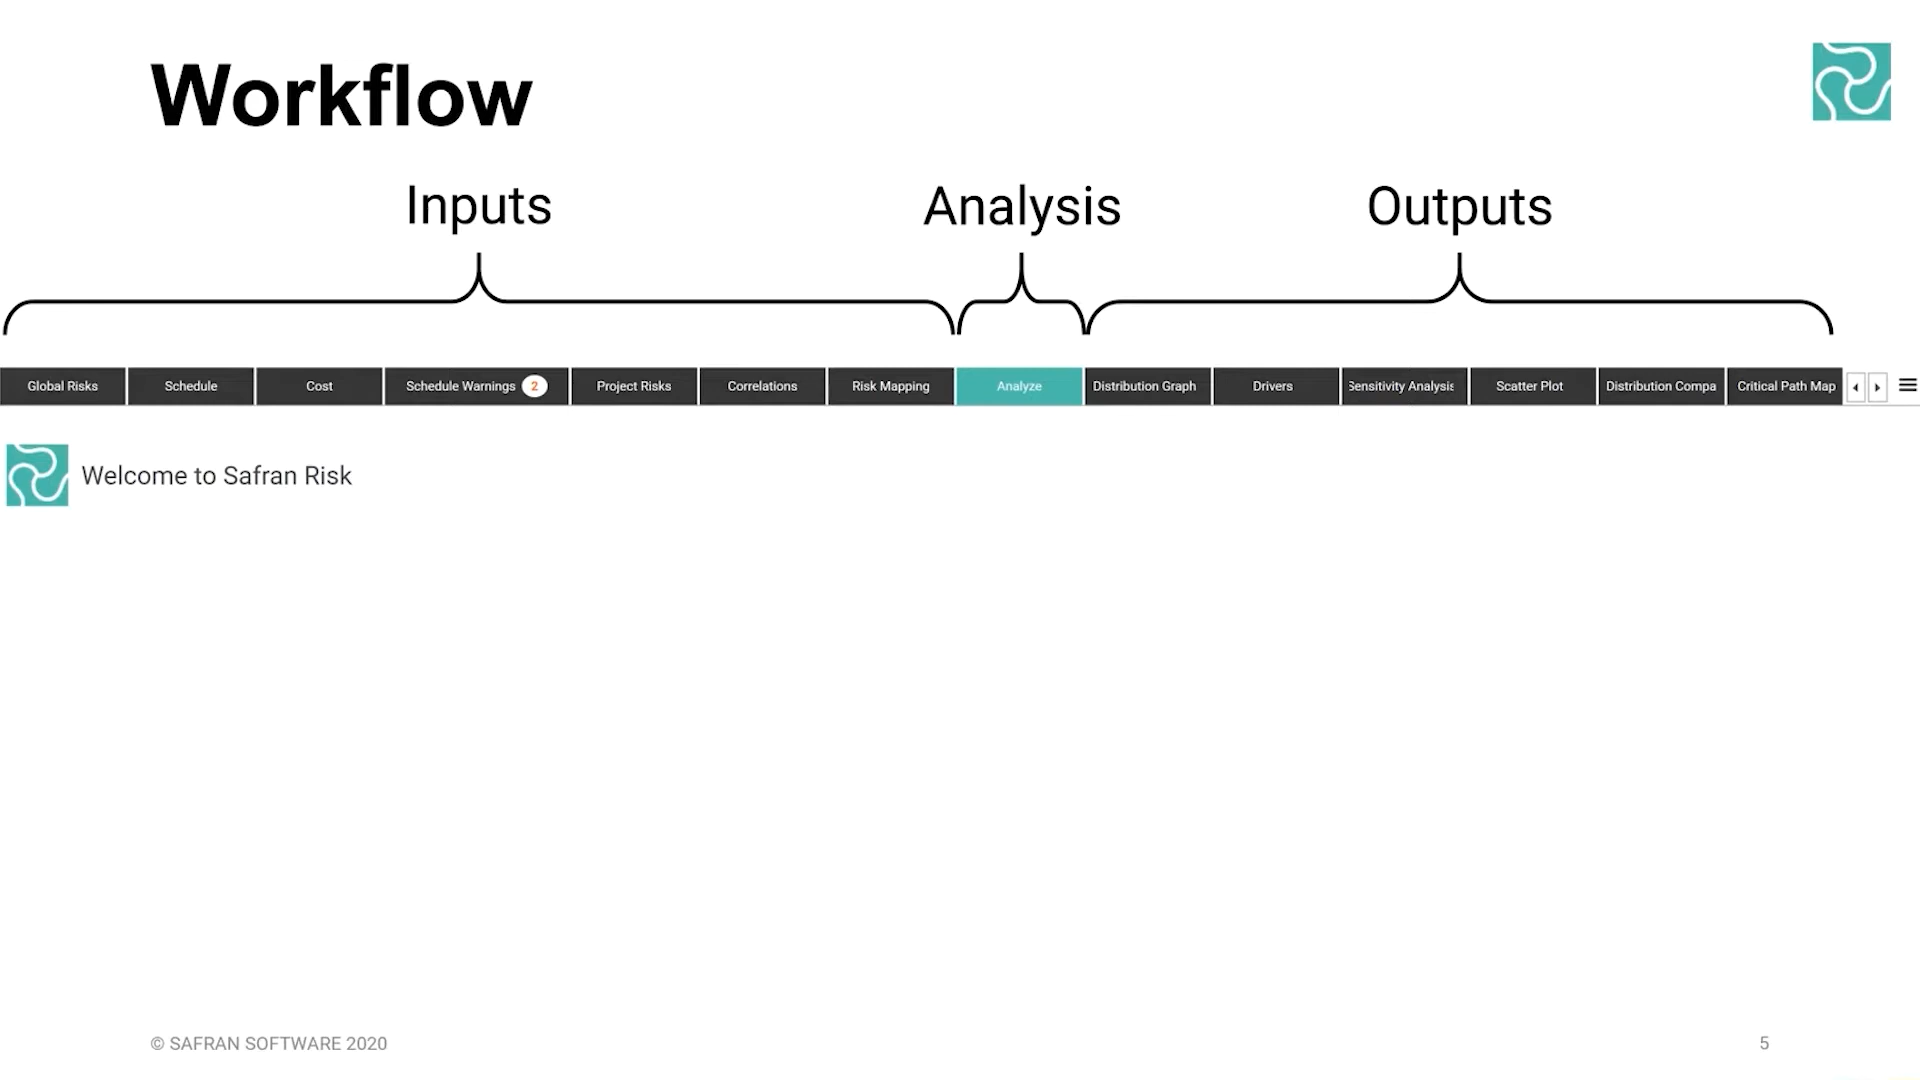 Workflow
Inputs
Analysis
Outputs
Global Risks
Schedule
Cost
Schedule Warnings 2
Project Risks
Correlations
Risk Mapping
Analyze
Distribution Graph
Drivers
Sensitivity Analysis
Scatter Plot
Distribution Compa
Critical Path Map
Welcome to Safran Risk
© SAFRAN SOFTWARE 2020
5